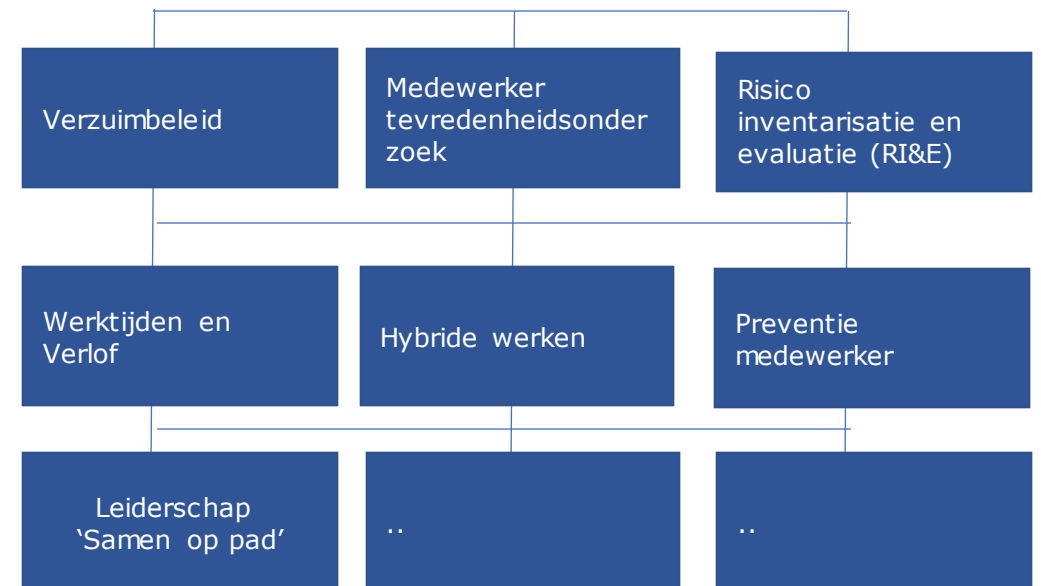 Verzuimbeleid
Medewerker
tevredenheidsonder
zoek
Risico
inventarisatie en
evaluatie (RI&E)
Werktijden en
Verlof
Hybride werken
Preventie
medewerker
Leiderschap
‘Samen op pad’
..
..